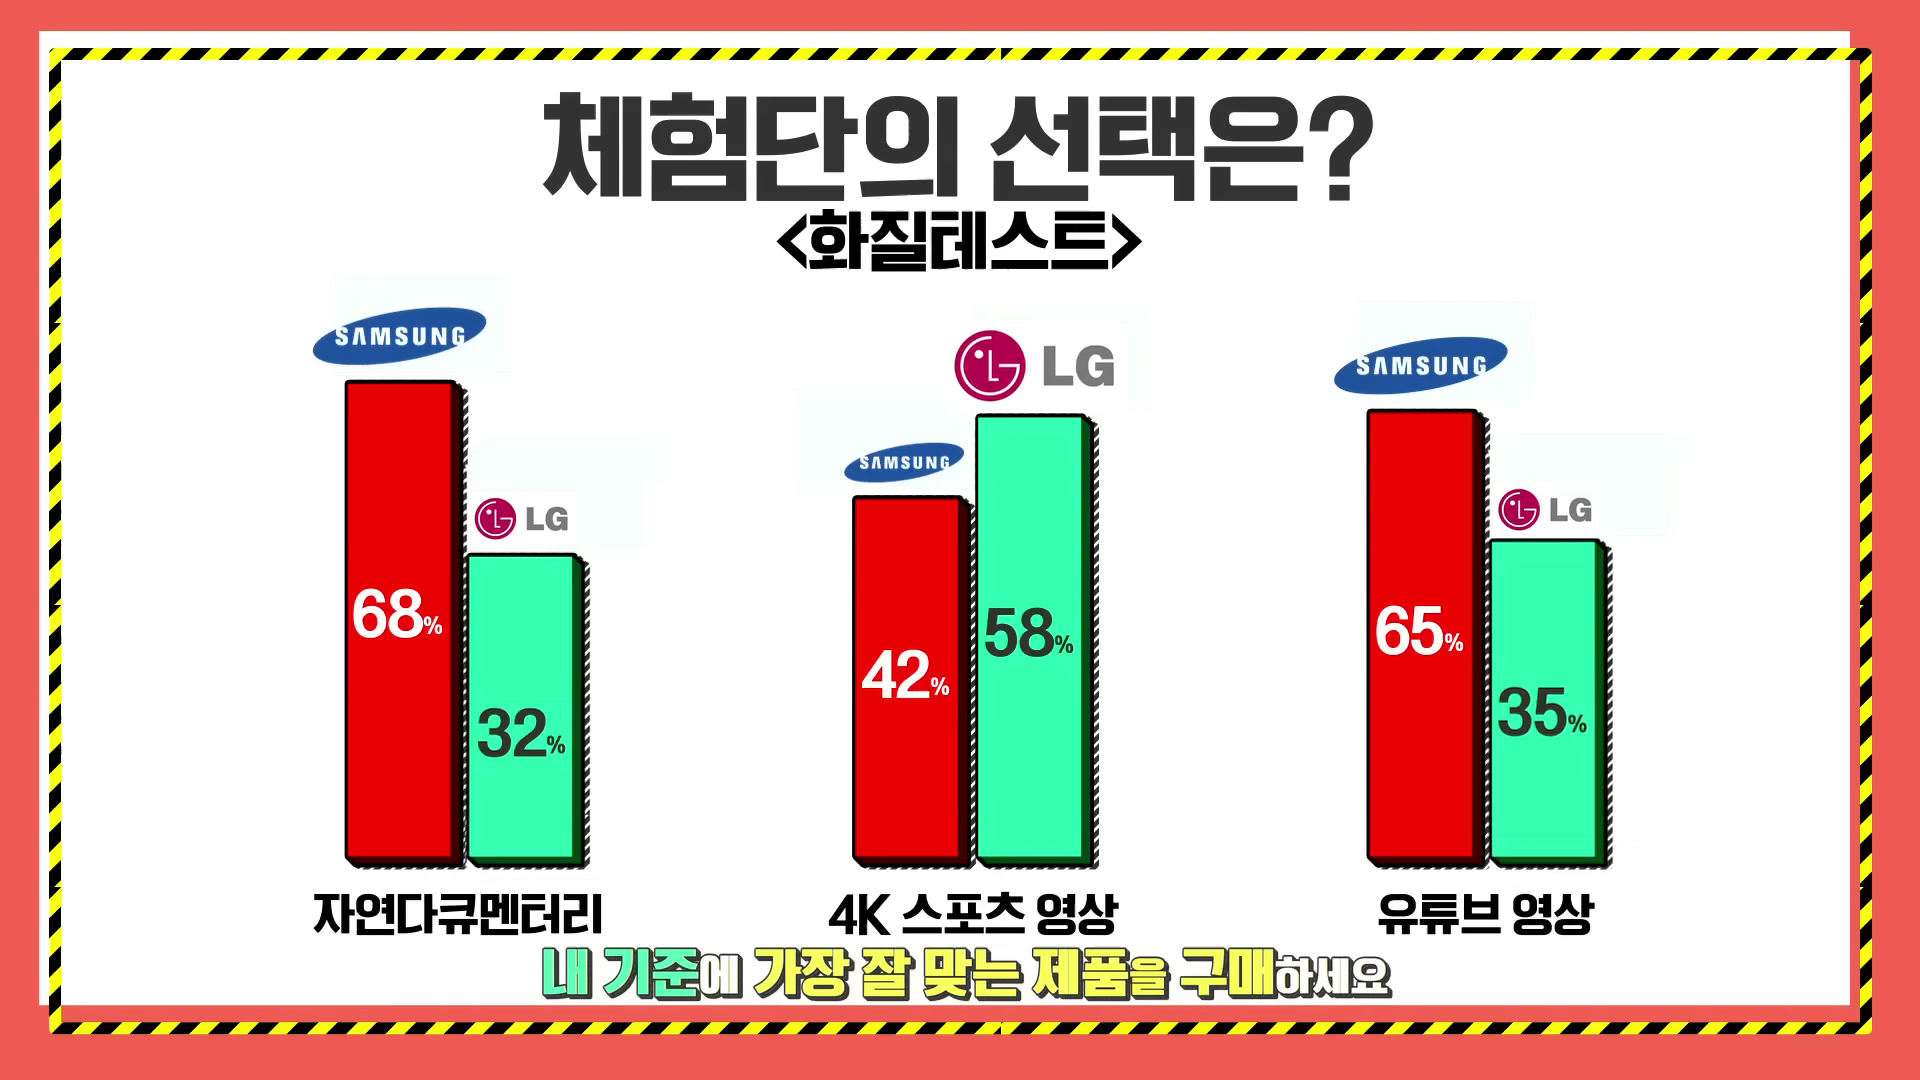 체험단의 선택은?
<화질테스트>
SAMSUNG
LG
68%
32%
SAMSUNG
LG
42%
58%
SAMSUNG
LG
65%
35%
자연다큐멘터리
4K 스포츠 영상
유튜브 영상
내 기준에 가장 잘 맞는 제품을 구매하세요